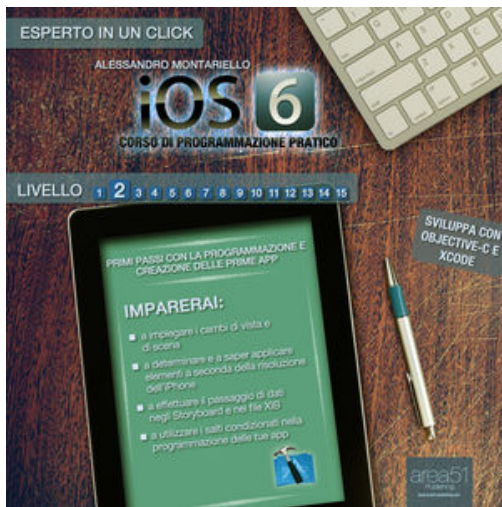 ESPERTO IN UN CLICK
ALESSANDRO MONTARIELLO
iOS 6
CORSO DI PROGRAMMAZIONE PRATICO
LIVELLO 1 2 3 4 5 6 7 8 9 10 11 12 13 14 15
SVILUPPA CON
OBJECTIVE-C E
XCODE
PRIMI PASSI CON LA PROGRAMMAZIONE E
CREAZIONE DELLE PRIME APP
IMPARERAI:
a impiegare i cambi di vista e
di scena
a determinare e a saper applicare
elementi a seconda della risoluzione
dell'iPhone
a effettuare il passaggio di dati
negli Storyboard e nei file XIB
a utilizzare i salti condizionati nella
programmazione delle tue app
area51
Publishing